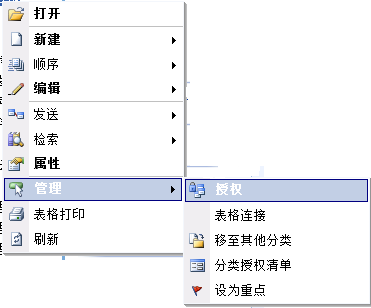 打开
新建
顺序
编辑
发送
检索
属性
管理
表格打印
刷新
授权
表格连接
移至其他分类
分类授权清单
设为重点